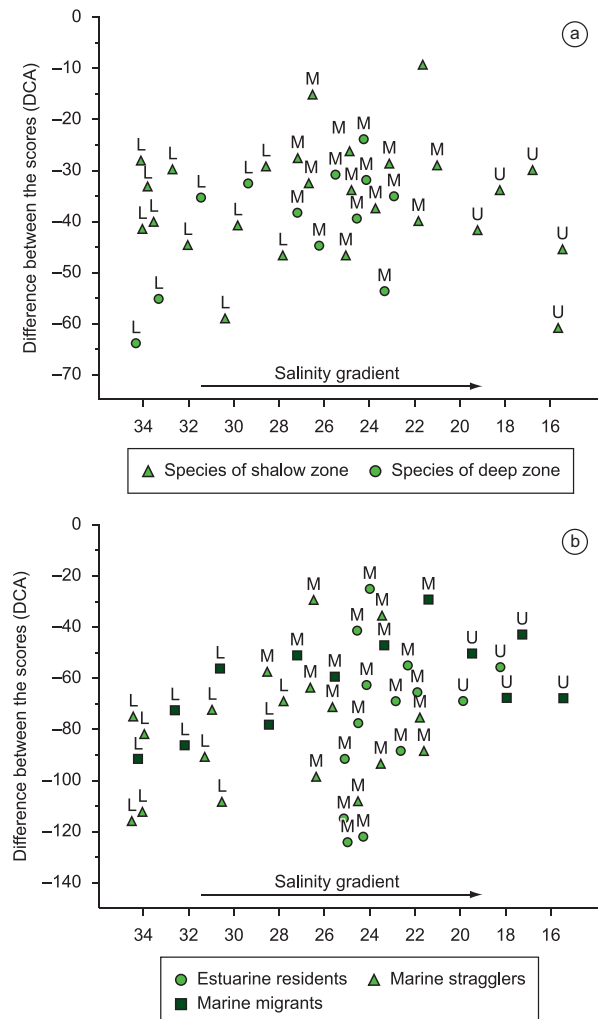 a
Difference between the scores (DCA)
0
−10
M
−20
M
M
L M M M
L L M M U
−30
L L M
M U M L
M M
L L L M M U
−40
L M U
L M
−50
L M
L U
−60
L
−70
Salinity gradient
34 32 30 28 26 24 22 20 18 16
Species of shalow zone Species of deep zone
b
Difference between the scores (DCA)
0
−20
M M M
M
−40
M U
M
L M M M U U
−60
M M
L M M M U U
L L M M U
−80
L L M M
L L L M M M M
−100
M
L M
L M
−120
L M M
−140
Salinity gradient
34 32 30 28 26 24 22 20 18 16
Estuarine residents Marine stragglers
Marine migrants